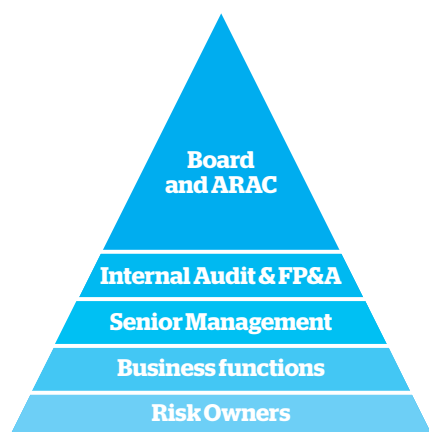 Board
and ARAC
Internal Audit & FP&A
Senior Management
Business functions
Risk Owners